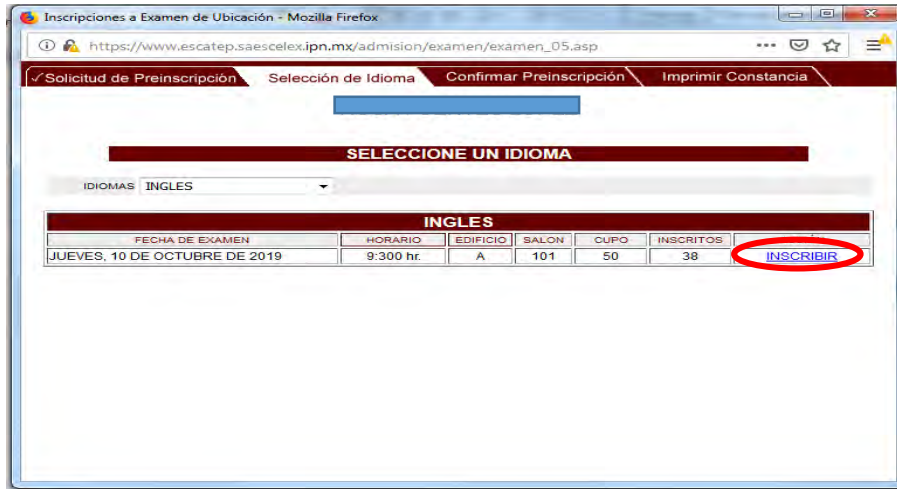 Inscripciones a Examen de Ubicación - Mozilla Firefox
https://www.escatep.saescelex.ipn.mx/admision/examen/examen_05.asp
✓Solicitud de Preinscripción Selección de Idioma Confirmar Preinscripción Imprimir Constancia
SELECCIONE UN IDIOMA
IDIOMAS INGLES
INGLES
FECHA DE EXAMEN HORARIO EDIFICIO SALON CUPO INSCRITOS
JUEVES, 10 DE OCTUBRE DE 2019 9:300 hr. A 101 50 38 INSCRIBIR